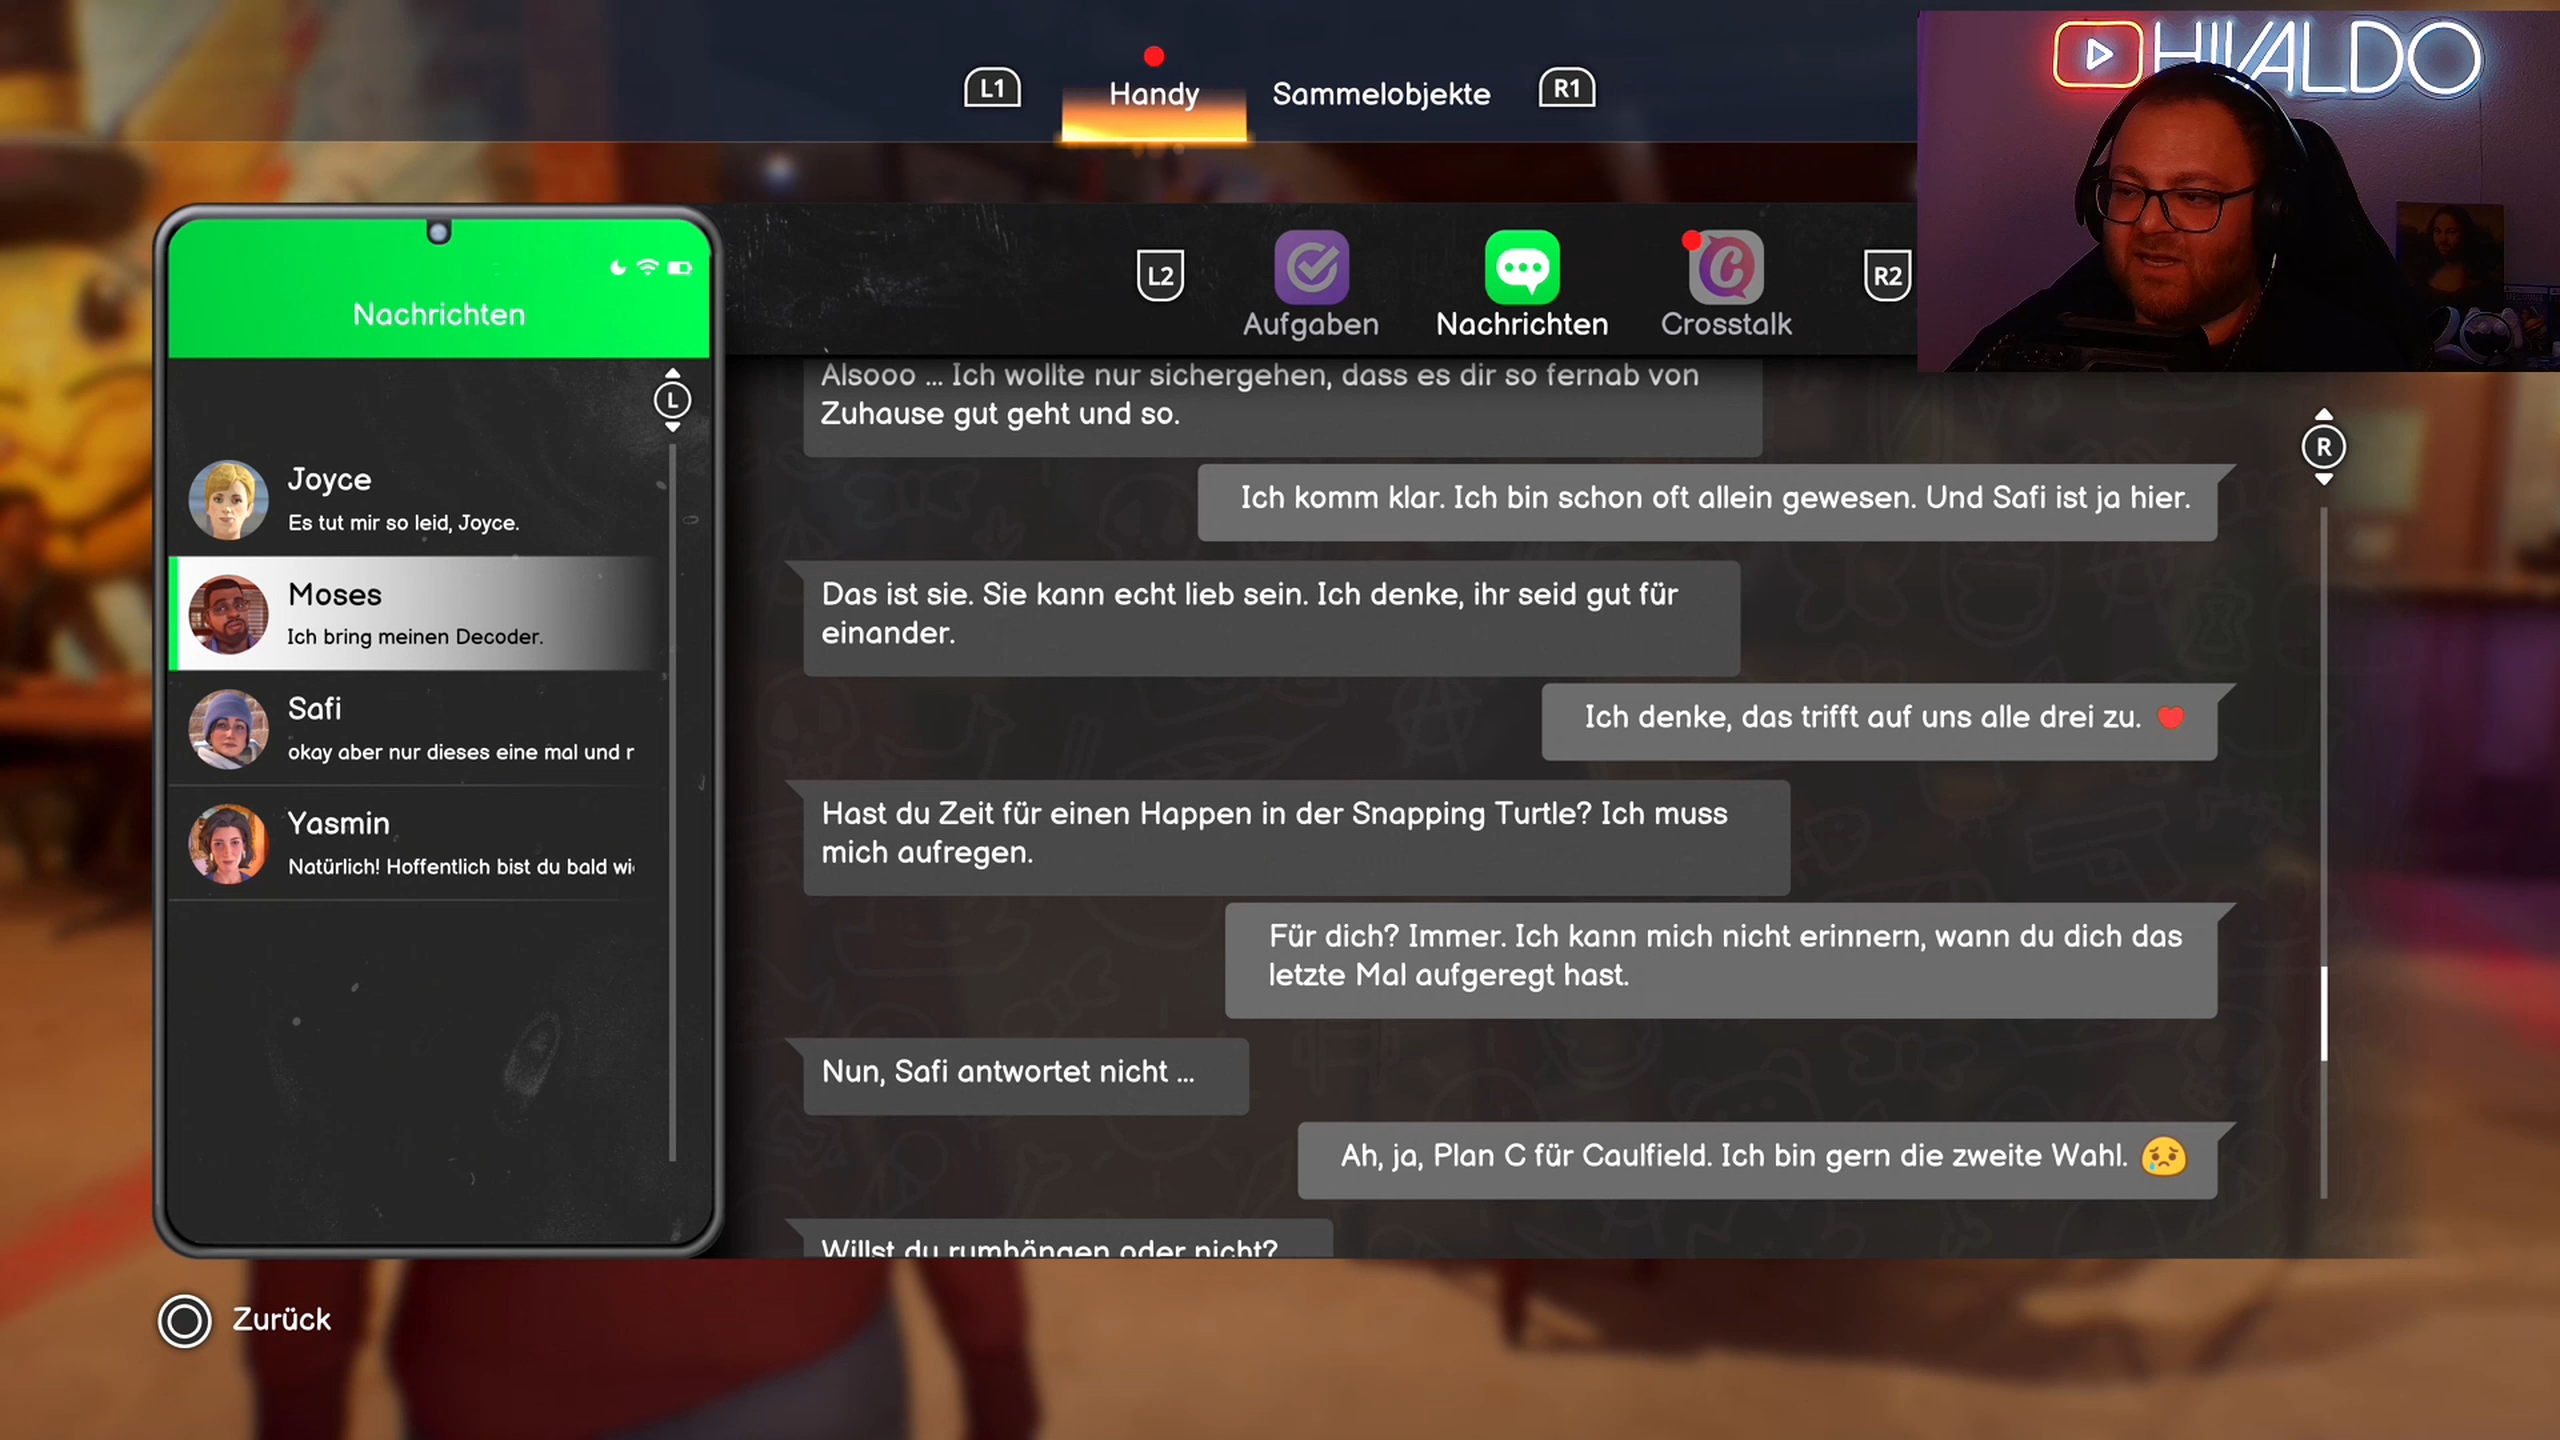 HIVALDO
L1
Handy
Sammelobjekte
R1
L2
Aufgaben
Nachrichten
Crosstalk
R2
Nachrichten
L
Joyce
Es tut mir so leid, Joyce.
Moses
Ich bring meinen Decoder.
Safi
okay aber nur dieses eine mal und r
Yasmin
Natürlich! Hoffentlich bist du bald wi
R
Alsooo ... Ich wollte nur sichergehen, dass es dir so fernab von
Zuhause gut geht und so.
Ich komm klar. Ich bin schon oft allein gewesen. Und Safi ist ja hier.
Das ist sie. Sie kann echt lieb sein. Ich denke, ihr seid gut für
einander.
Ich denke, das trifft auf uns alle drei zu. ❤️
Hast du Zeit für einen Happen in der Snapping Turtle? Ich muss
mich aufregen.
Für dich? Immer. Ich kann mich nicht erinnern, wann du dich das
letzte Mal aufgeregt hast.
Nun, Safi antwortet nicht ...
Ah, ja, Plan C für Caulfield. Ich bin gern die zweite Wahl. 😥
Willst du rumhängen oder nicht?
Zurück